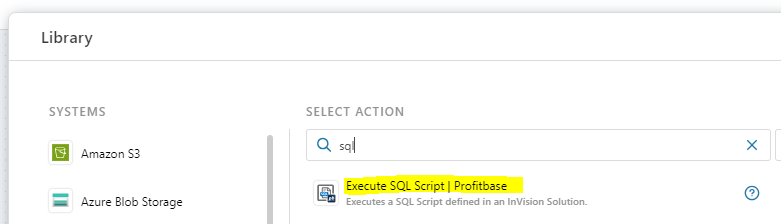 Library
SYSTEMS
Amazon S3
Azure Blob Storage
SELECT ACTION
sql
Execute SQL Script | Profitbase
Executes a SQL Script defined in an InVision Solution.